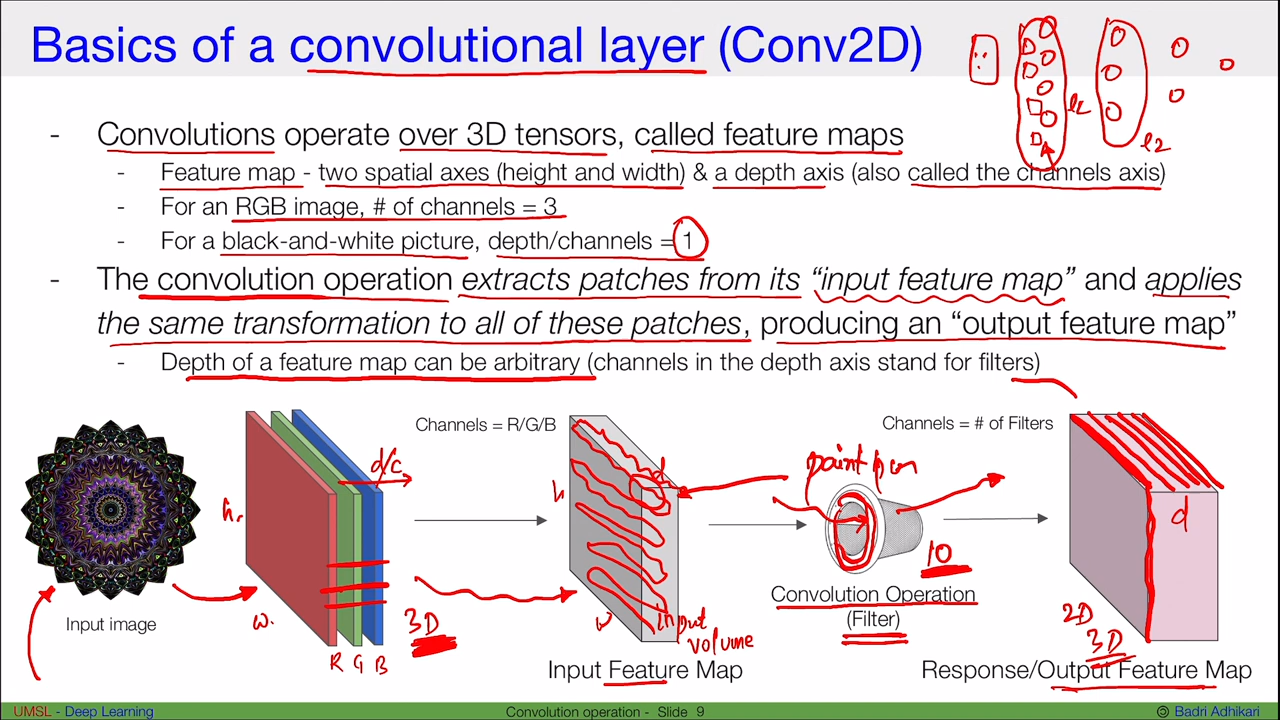 Basics of a convolutional layer (Conv2D)
l1
l2
- Convolutions operate over 3D tensors, called feature maps
- Feature map - two spatial axes (height and width) & a depth axis (also called the channels axis)
- For an RGB image, # of channels = 3
- For a black-and-white picture, depth/channels = 1
- The convolution operation extracts patches from its “input feature map” and applies
the same transformation to all of these patches, producing an “output feature map”
- Depth of a feature map can be arbitrary (channels in the depth axis stand for filters)
Input image
h.
w.
d/c
R G B
3D
Channels = R/G/B
h
d
w
input
volume
Input Feature Map
point per
10
Convolution Operation
(Filter)
Channels = # of Filters
d
2D
3D
Response/Output Feature Map
UMSL - Deep Learning
Convolution operation - Slide 9
© Badri Adhikari